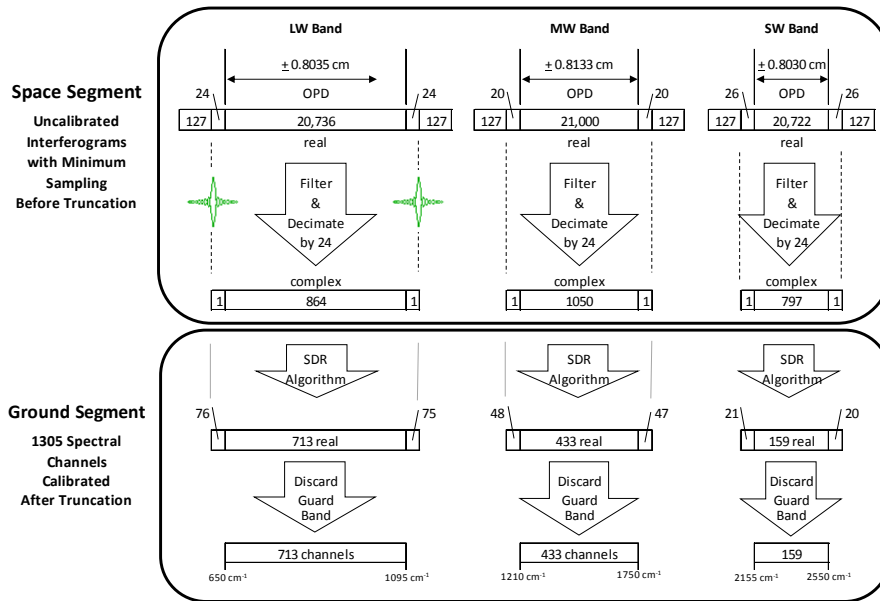 LW Band
MW Band
SW Band
± 0.8035 cm
± 0.8133 cm
± 0.8030 cm
24
OPD
24
20
OPD
20
26
OPD
26
Space Segment
Uncalibrated
Interferograms
with Minimum
Sampling
Before Truncation
127
20,736
127
127
21,000
127
127
20,722
127
real
real
real
Filter
&
Decimate
by 24
Filter
&
Decimate
by 24
Filter
&
Decimate
by 24
complex
complex
complex
1
864
1
1
1050
1
1
797
1
SDR
Algorithm
SDR
Algorithm
SDR
Algorithm
Ground Segment
1305 Spectral
Channels
Calibrated
After Truncation
76
75
48
47
21
20
713 real
433 real
159 real
Discard
Guard
Band
Discard
Guard
Band
Discard
Guard
Band
713 channels
433 channels
159
650 cm⁻¹
1095 cm⁻¹
1210 cm⁻¹
1750 cm⁻¹
2155 cm⁻¹
2550 cm⁻¹